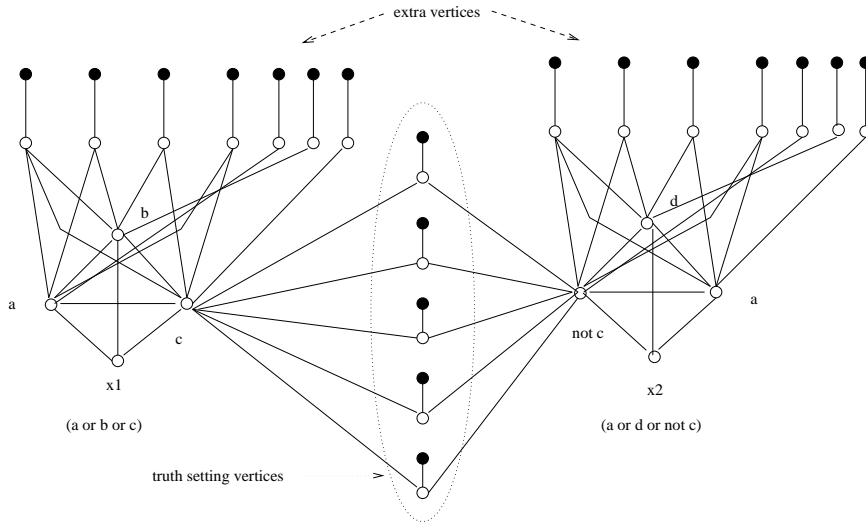 extra vertices
b
d
a
c
not c
a
x1
x2
(a or b or c)
(a or d or not c)
truth setting vertices